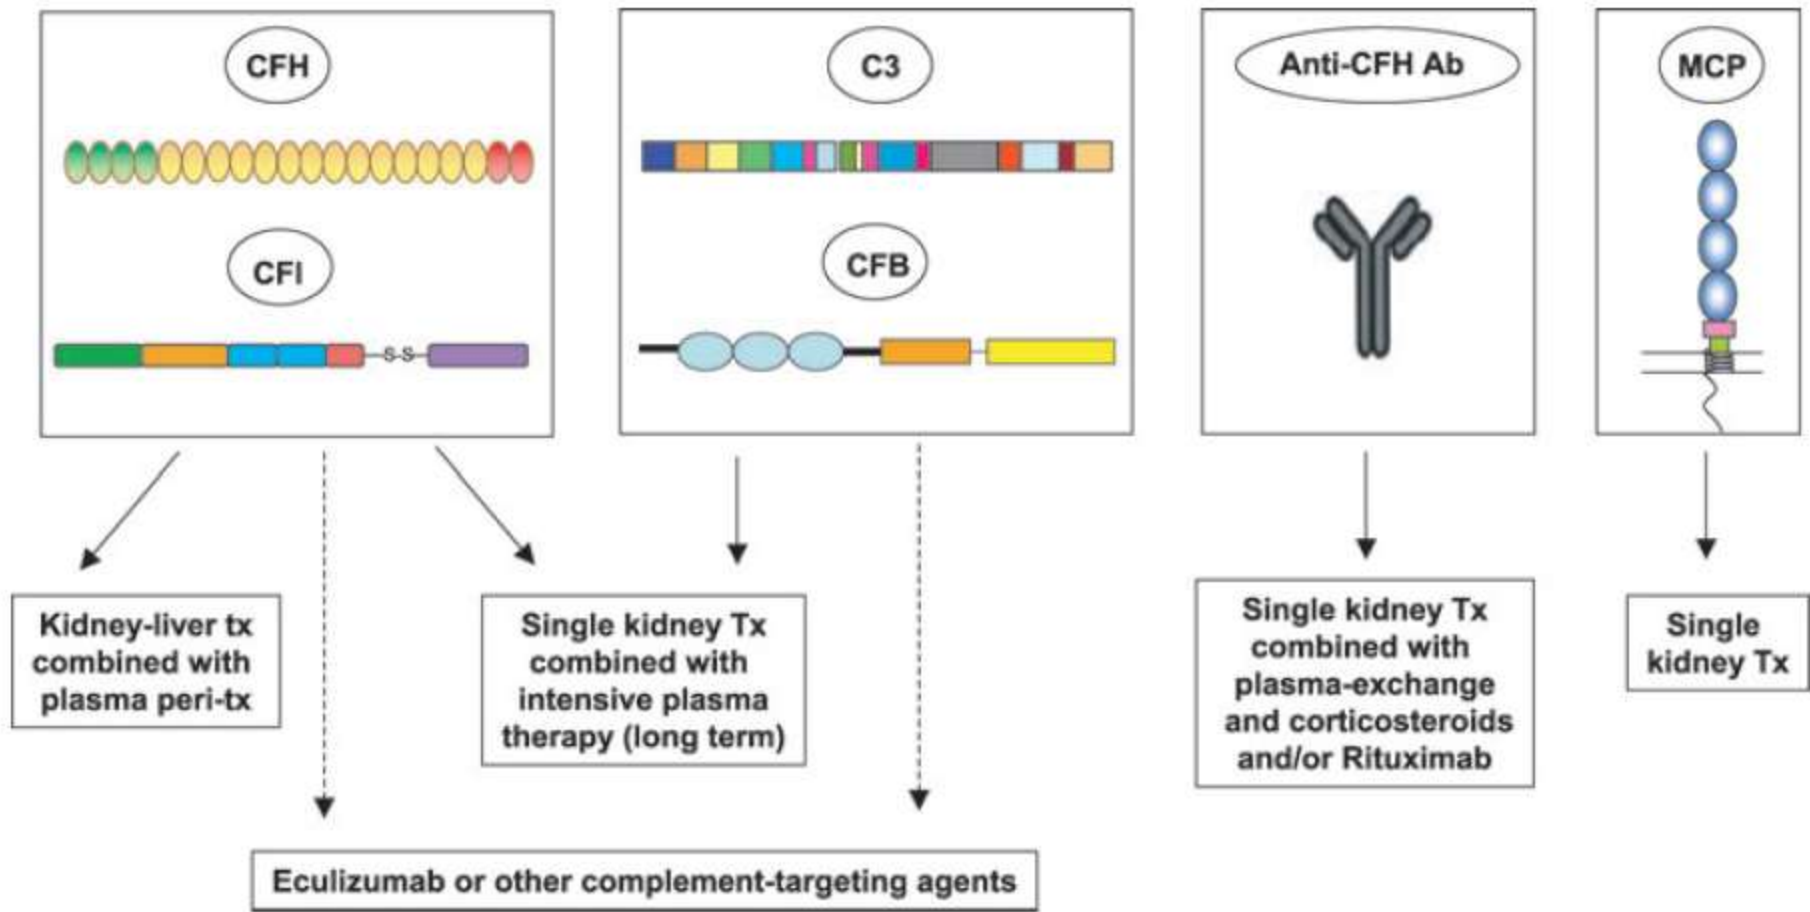 CFH
CFI
S-S
C3
CFB
Anti-CFH Ab
MCP
Kidney-liver tx
combined with
plasma peri-tx
Single kidney Tx
combined with
intensive plasma
therapy (long term)
Single kidney Tx
combined with
plasma-exchange
and corticosteroids
and/or Rituximab
Single
kidney Tx
Eculizumab or other complement-targeting agents